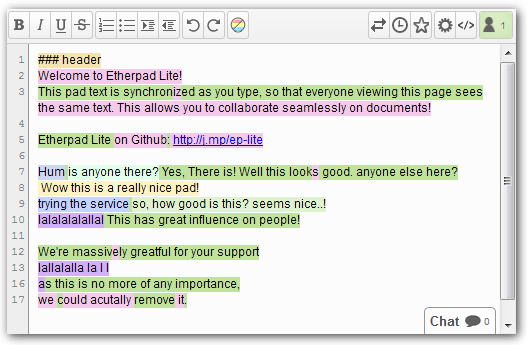 B I U S 1
1 ### header
2 Welcome to Etherpad Lite!
3 This pad text is synchronized as you type, so that everyone viewing this page sees
the same text. This allows you to collaborate seamlessly on documents!
4
5 Etherpad Lite on Github: http://j.mp/ep-lite
6
7 Hum is anyone there? Yes, There is! Well this looks good. anyone else here?
8 Wow this is a really nice pad!
9 trying the service so, how good is this? seems nice..!
10 lalalalalallal This has great influence on people!
11
12 We're massively greatful for your support
13 lallalalla la l l
16 as this is no more of any importance,
17 we could acutally remove it.
Chat 0